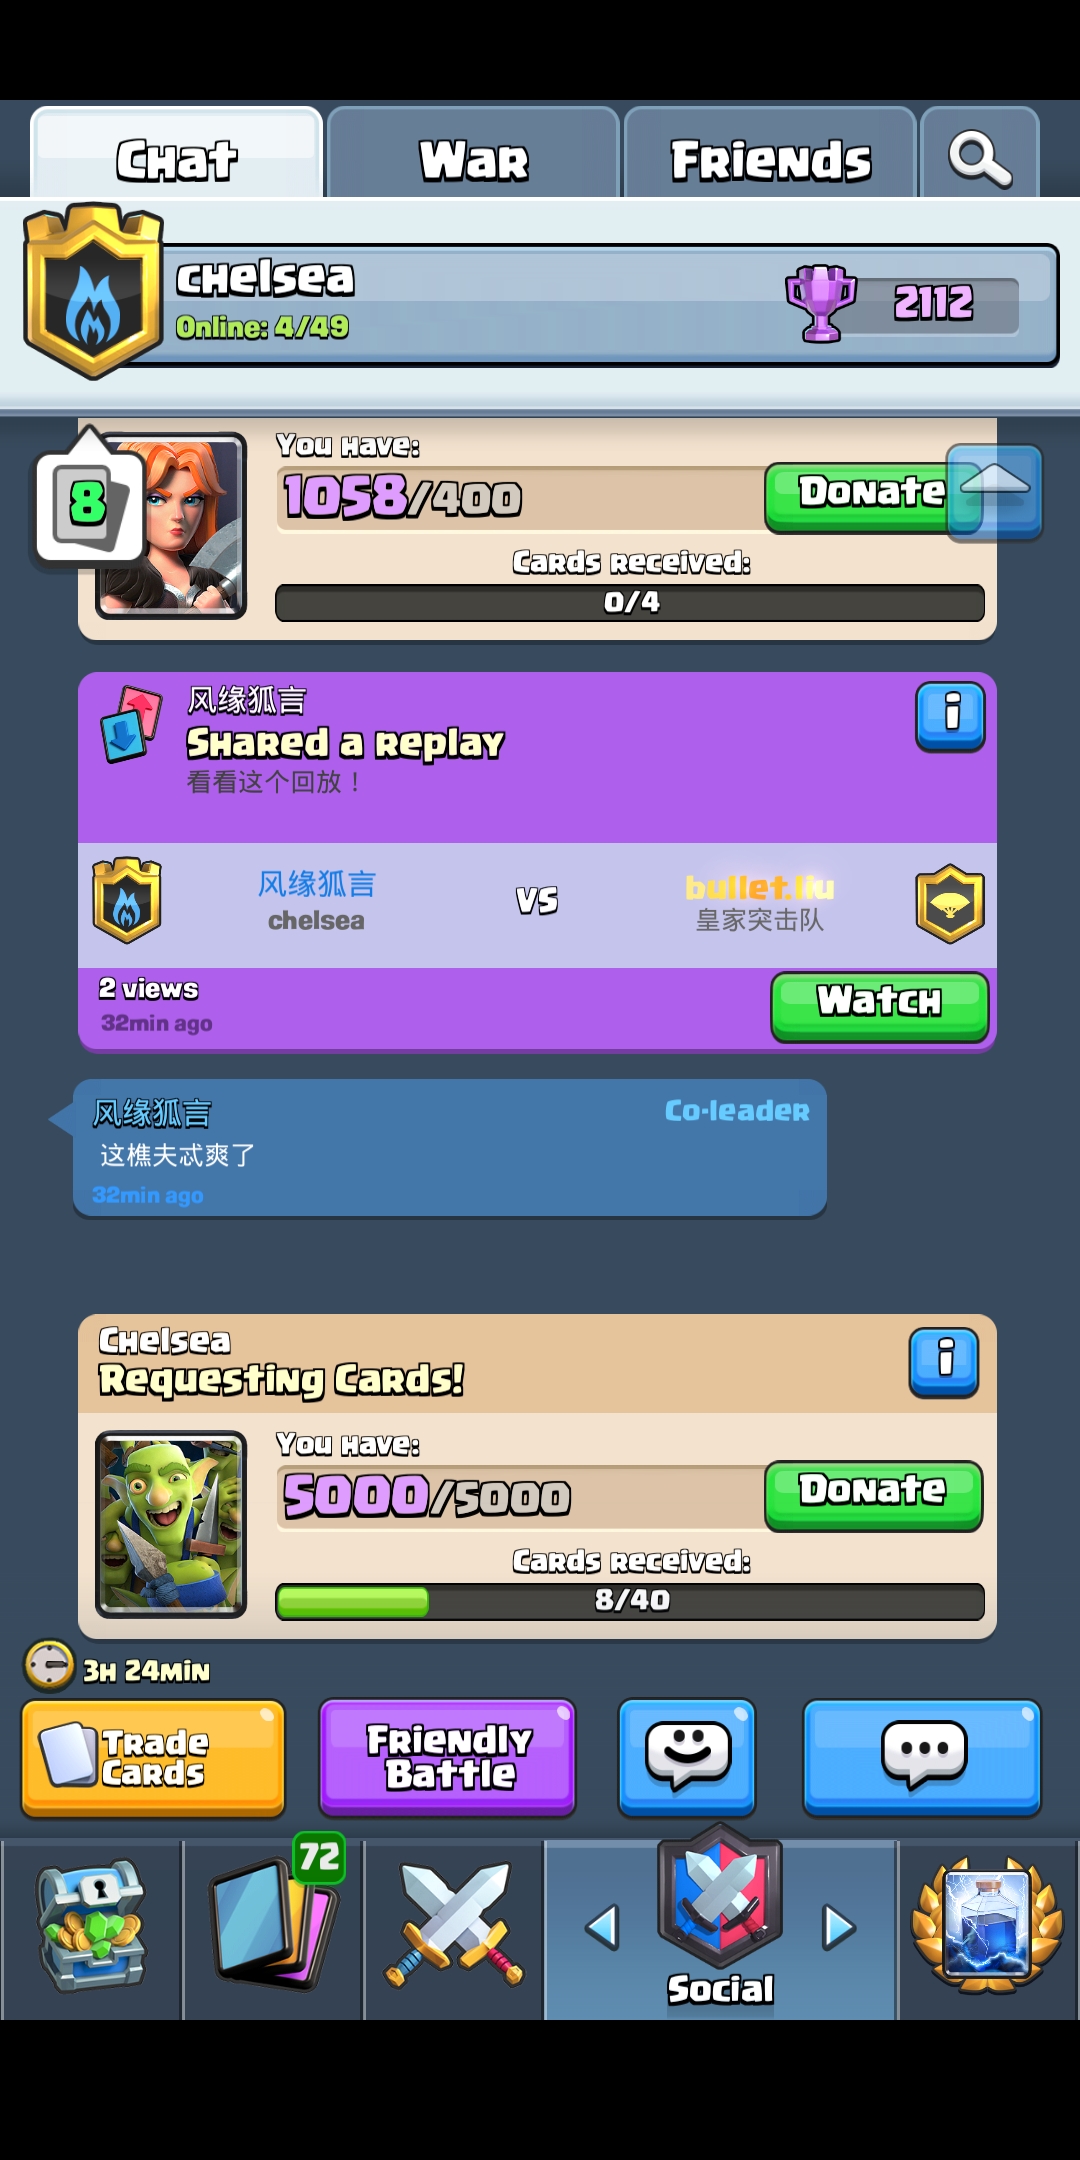 Chat
War
Friends
chelsea
Online: 4/49
2112
8
You have:
1058/400
Donate
Cards received:
0/4
风缘狐言
Shared a replay
看看这个回放！
风缘狐言
chelsea
VS
bullet.liu
皇家突击队
2 views
32min ago
Watch
风缘狐言
Co-leader
这樵夫忒爽了
32min ago
Chelsea
Requesting Cards!
You have:
5000/5000
Donate
Cards received:
8/40
3h 24min
Trade
Cards
Friendly
Battle
72
Social